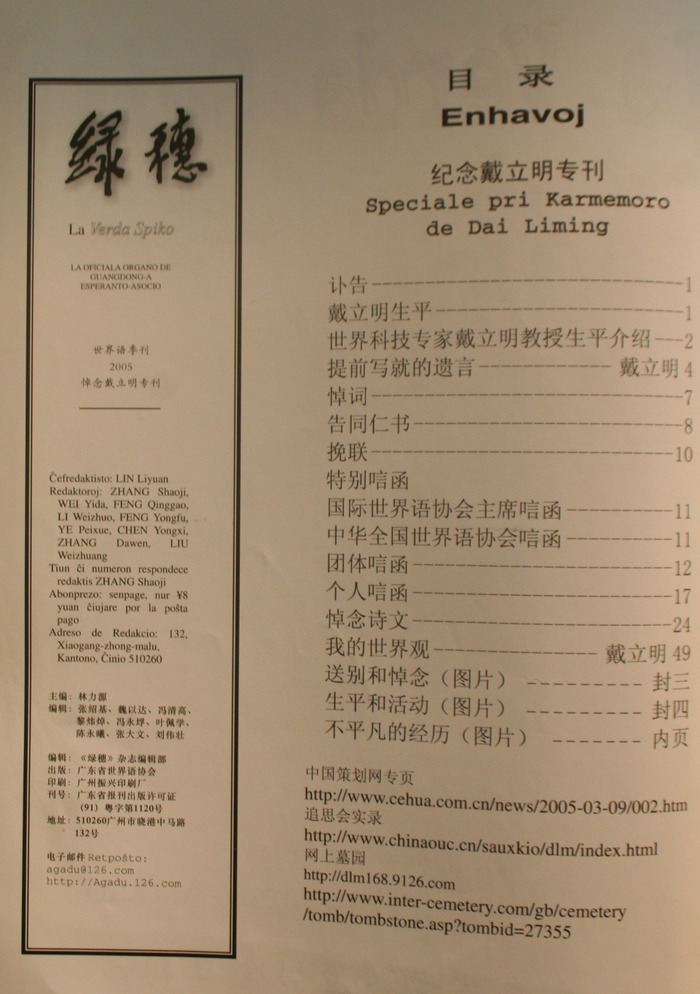 綠穗
La Verda Spiko
LA OFICIALA ORGANO DE
GUANGDONG-A
ESPERANTO-ASOCIO
世界语季刊
2005
悼念戴立明专刊
Ĉefredaktisto: LIN Liyuan
Redaktoroj: ZHANG Shaoji,
WEI Yida, FENG Qinggao,
LI Weizhuo, FENG Yongfu,
YE Peixue, CHEN Yongxi,
ZHANG Dawen, LIU
Weizhuang
Tiun ĉi numeron respondece
redaktis ZHANG Shaoji
Abonprezo: senpage, nur ¥8
yuan ĉiujare por la poŝta
pago
Adreso de Redakcio: 132,
Xiaogang-zhong-malu,
Kantono, Ĉinio 510260
主编: 林力源
编辑: 张绍基、魏以达、冯清高、
黎炜焯、冯永垺、叶佩学、
陈永曦、张大文、刘伟壮
编辑: 《绿穗》杂志编辑部
出版: 广东省世界语协会
印刷: 广州振兴印刷厂
刊号: 广东省报刊出版许可证
(91) 粤字第1120号
地址: 510260广州市晓港中马路
132号
电子邮件 Retpoŝto:
agadu@126.com
http://Agadu.126.com
目 录
Enhavoj
纪念戴立明专刊
Speciale pri Karmemoro
de Dai Liming
讣告----------1
戴立明生平----------1
世界科技专家戴立明教授生平介绍---2
提前写就的遗言---------- 戴立明 4
悼词----------7
告同仁书----------8
挽联----------10
特别唁函
国际世界语协会主席唁函----------11
中华全国世界语协会唁函----------11
团体唁函----------12
个人唁函----------17
悼念诗文----------24
我的世界观---------- 戴立明 49
送别和悼念（图片） --------- 封三
生平和活动（图片） --------- 封四
不平凡的经历（图片） ------- 内页
中国策划网专页
http://www.cehua.com.cn/news/2005-03-09/002.htm
追思会实录
http://www.chinaouc.cn/sauxkio/dlm/index.html
网上墓园
http://dlm168.9126.com
http://www.inter-cemetery.com/gb/cemetery
/tomb/tombstone.asp?tombid=27355